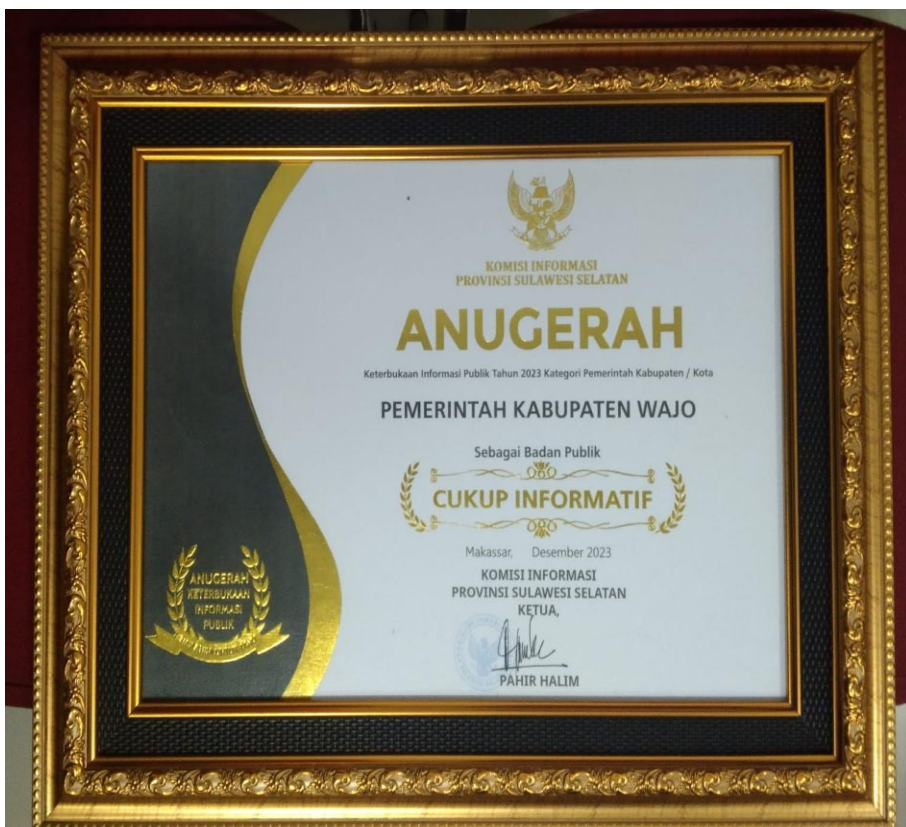 KOMISI INFORMASI
PROVINSI SULAWESI SELATAN
ANUGERAH
Keterbukaan Informasi Publik Tahun 2023 Kategori Pemerintah Kabupaten / Kota
PEMERINTAH KABUPATEN WAJO
Sebagai Badan Publik
CUKUP INFORMATIF
Makassar, Desember 2023
KOMISI INFORMASI
PROVINSI SULAWESI SELATAN
KETUA,
PAHIR HALIM
ANUGERAH
KETERBUKAAN
INFORMASI
PUBLIK